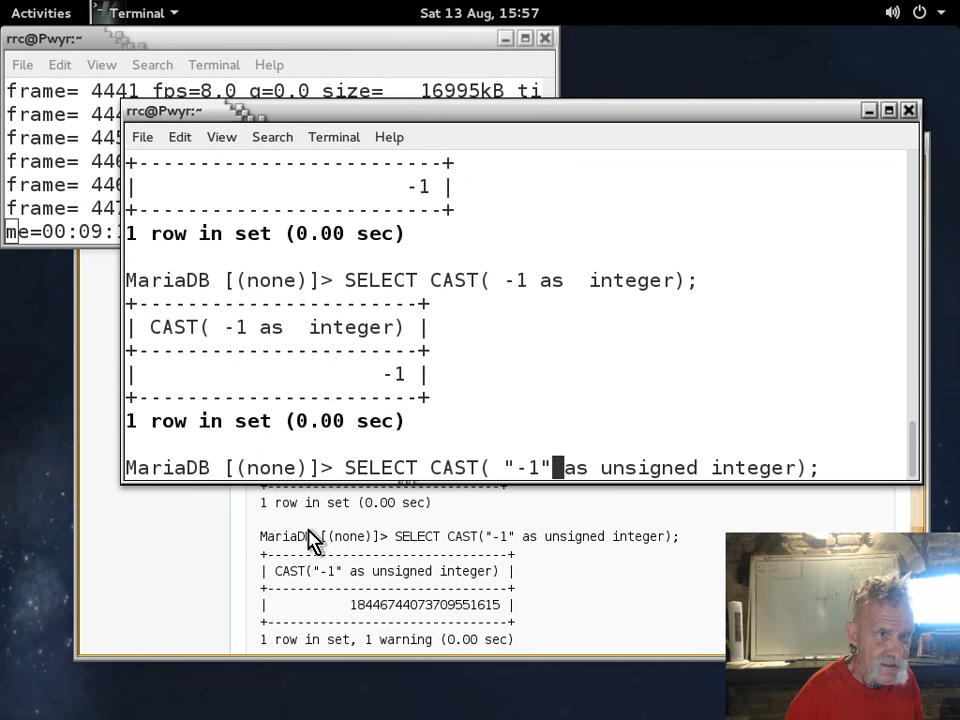 Activities Terminal Sat 13 Aug, 15:57
rrc@Pwyr:~
File Edit View Search Terminal Help
frame= 4441 fps=8.0 q=0.0 size= 16995kB ti
frame= 444
frame= 445
frame= 446
frame= 446
frame= 447
me=00:09:1
rrc@Pwyr:~
File Edit View Search Terminal Help
+-------------------------+
| -1 |
+-------------------------+
1 row in set (0.00 sec)
MariaDB [(none)]> SELECT CAST( -1 as  integer);
+-----------------------+
| CAST( -1 as  integer) |
+-----------------------+
|                    -1 |
+-----------------------+
1 row in set (0.00 sec)
MariaDB [(none)]> SELECT CAST( "-1" as unsigned integer);
1 row in set (0.00 sec)
MariaDB [(none)]> SELECT CAST("-1" as unsigned integer);
+--------------------------------+
| CAST("-1" as unsigned integer) |
+--------------------------------+
|           18446744073709551615 |
+--------------------------------+
1 row in set, 1 warning (0.00 sec)